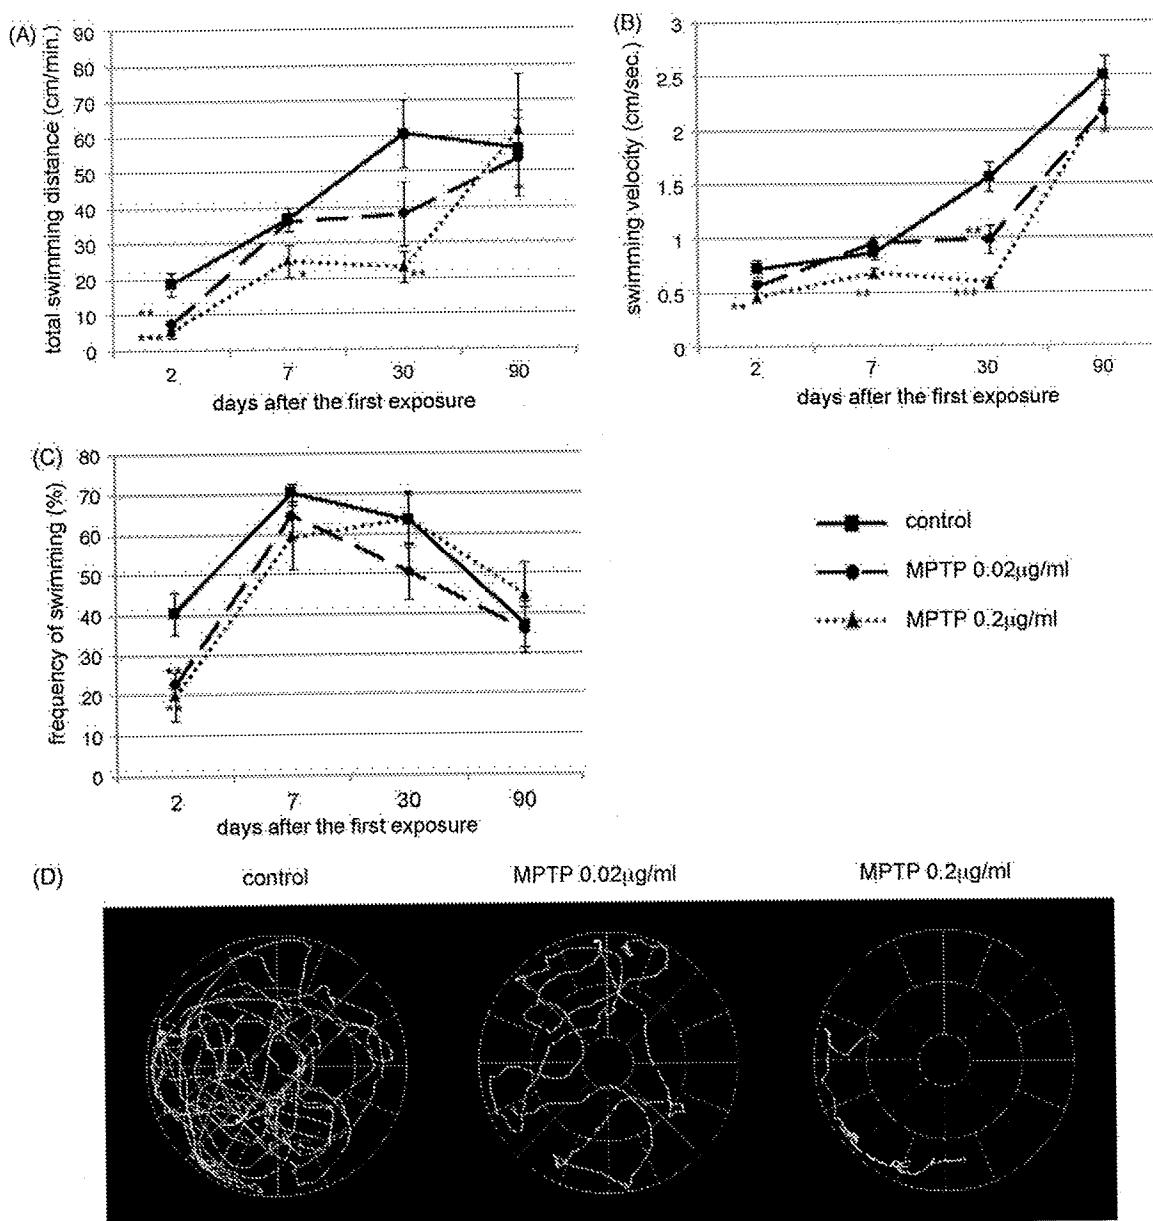 (A)
total swimming distance (cm/min.)
90
80
70
60
50
40
30
20
10
0
**
***
*
**
2 7 30 90
days after the first exposure
(B)
swimming velocity (cm/sec.)
3
2.5
2
1.5
1
0.5
0
**
**
**
***
2 7 30 90
days after the first exposure
(C)
frequency of swimming (%)
80
70
60
50
40
30
20
10
0
**
**
2 7 30 90
days after the first exposure
control
MPTP 0.02µg/ml
MPTP 0.2µg/ml
(D)
control MPTP 0.02µg/ml MPTP 0.2µg/ml